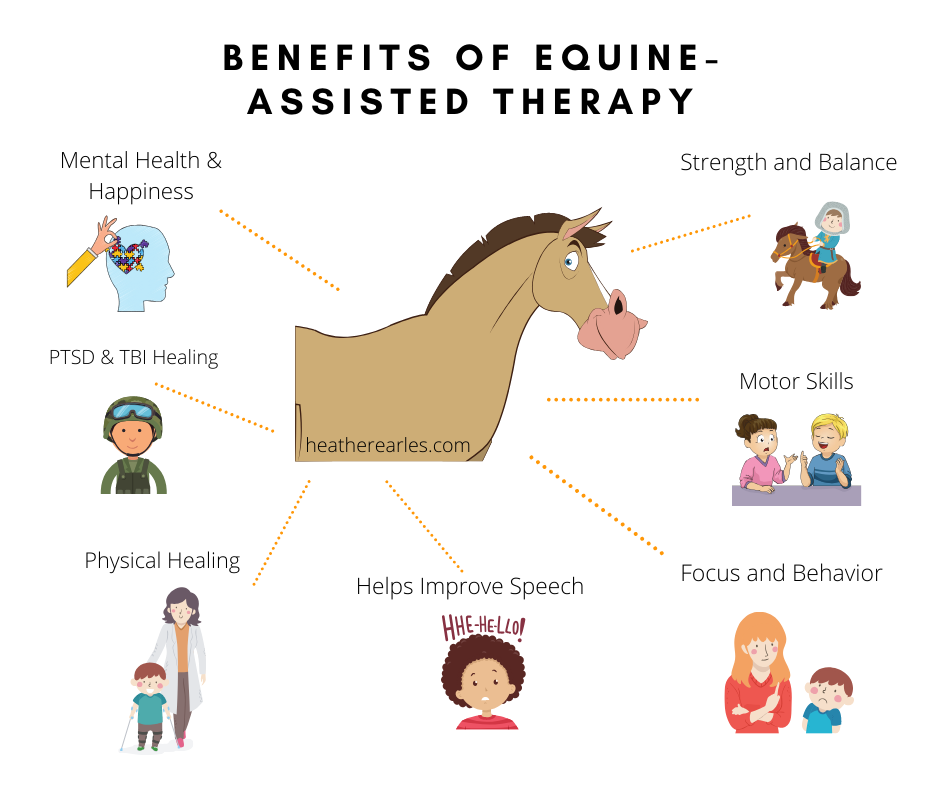 BENEFITS OF EQUINE-
ASSISTED THERAPY
Mental Health &
Happiness
Strength and Balance
PTSD & TBI Healing
Motor Skills
heatherearles.com
Physical Healing
Helps Improve Speech
Focus and Behavior
HHE-HE-LLO!